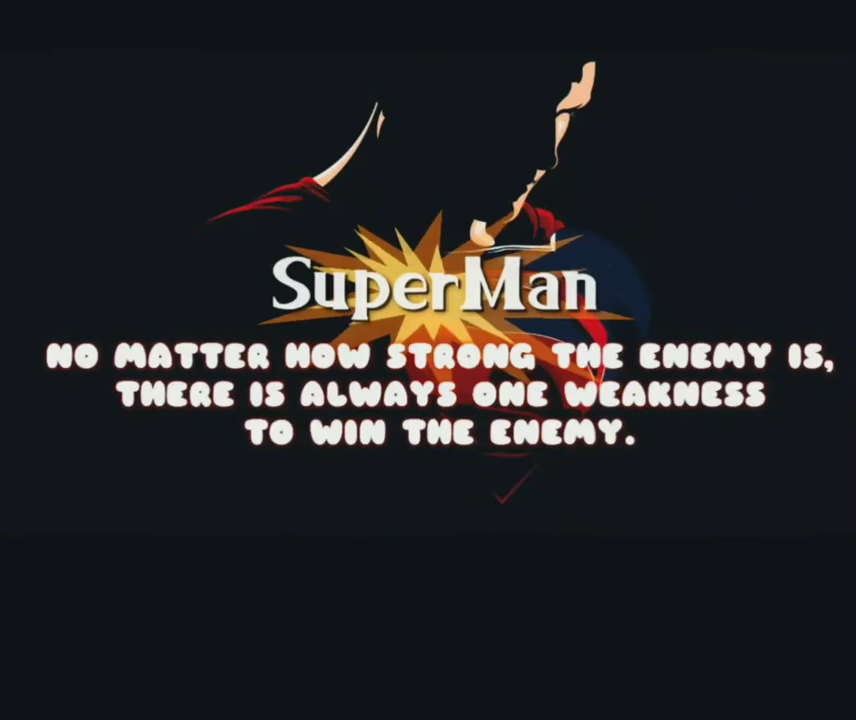 SuperMan
NO MATTER HOW STRONG THE ENEMY IS,
THERE IS ALWAYS ONE WEAKNESS
TO WIN THE ENEMY.